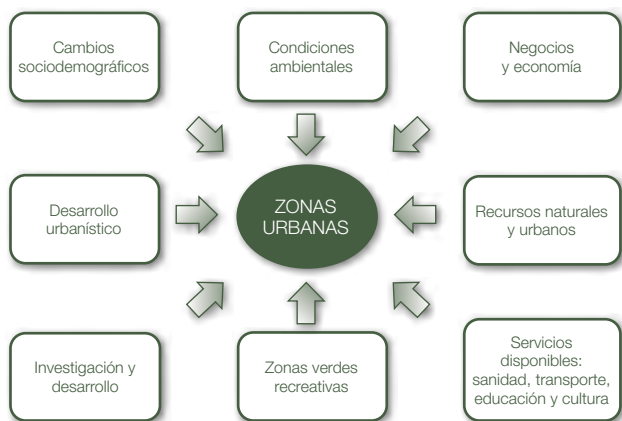 Cambios
sociodemográficos
Condiciones
ambientales
Negocios
y economía
Desarrollo
urbanístico
ZONAS
URBANAS
Recursos naturales
y urbanos
Investigación y
desarrollo
Zonas verdes
recreativas
Servicios
disponibles:
sanidad, transporte,
educación y cultura